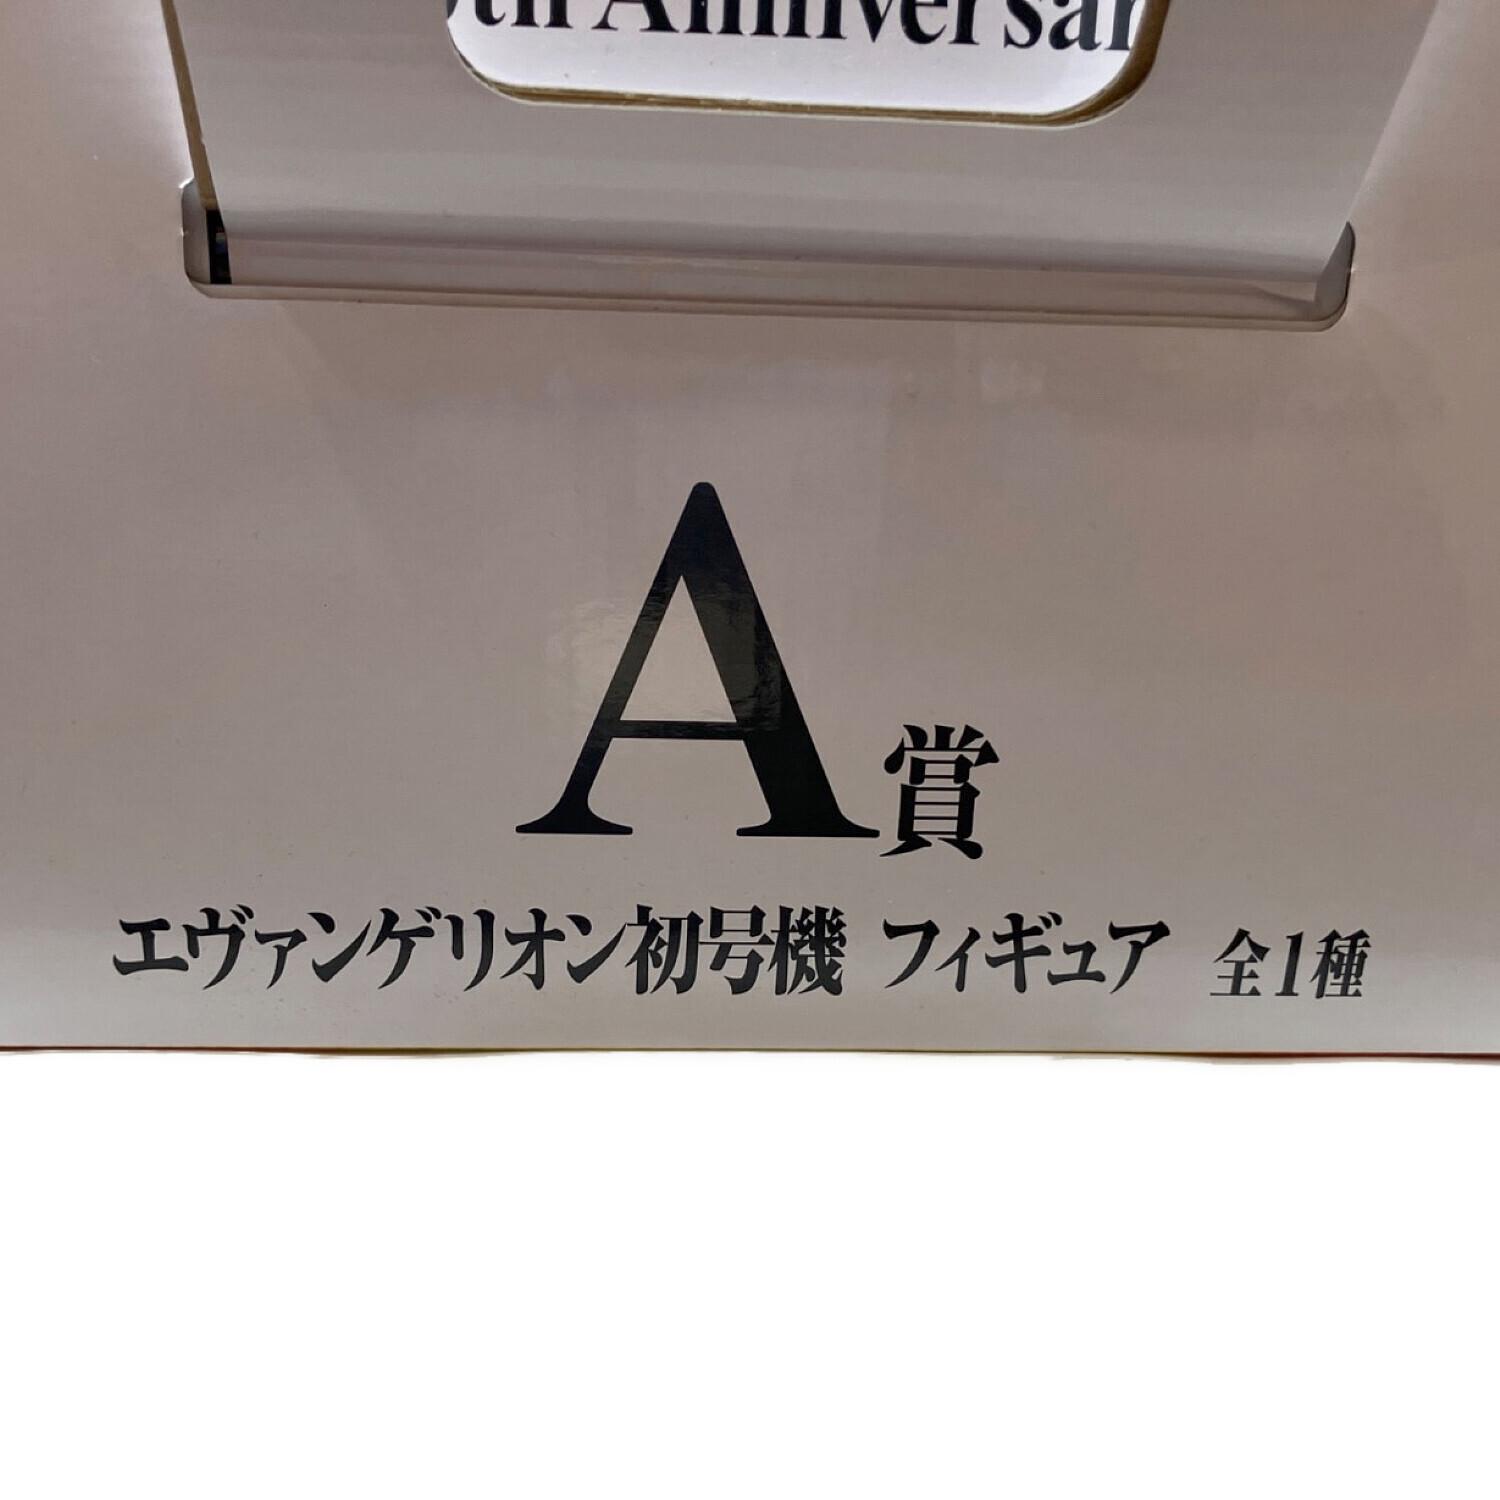 th Anniversar
A賞
エヴァンゲリオン初号機 フィギュア 全1種